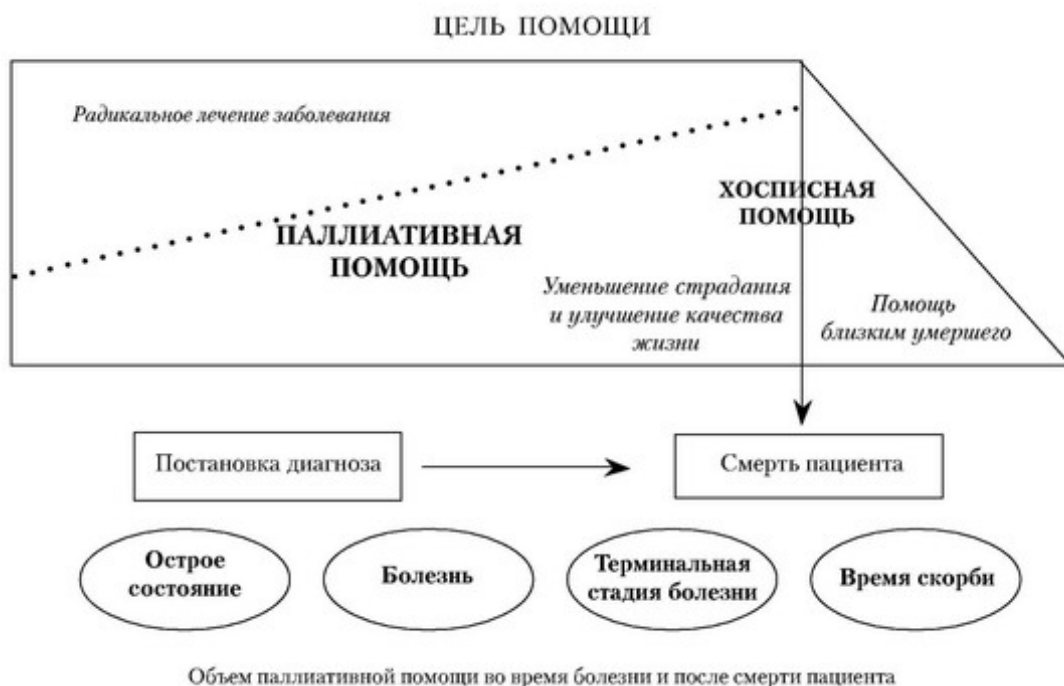 ЦЕЛЬ ПОМОЩИ
Радикальное лечение заболевания
ПАЛЛИАТИВНАЯ
ПОМОЩЬ
ХОСПИСНАЯ
ПОМОЩЬ
Уменьшение страдания
и улучшение качества
жизни
Помощь
близким умершего
Постановка диагноза
Смерть пациента
Острое
состояние
Болезнь
Терминальная
стадия болезни
Время скорби
Объем паллиативной помощи во время болезни и после смерти пациента